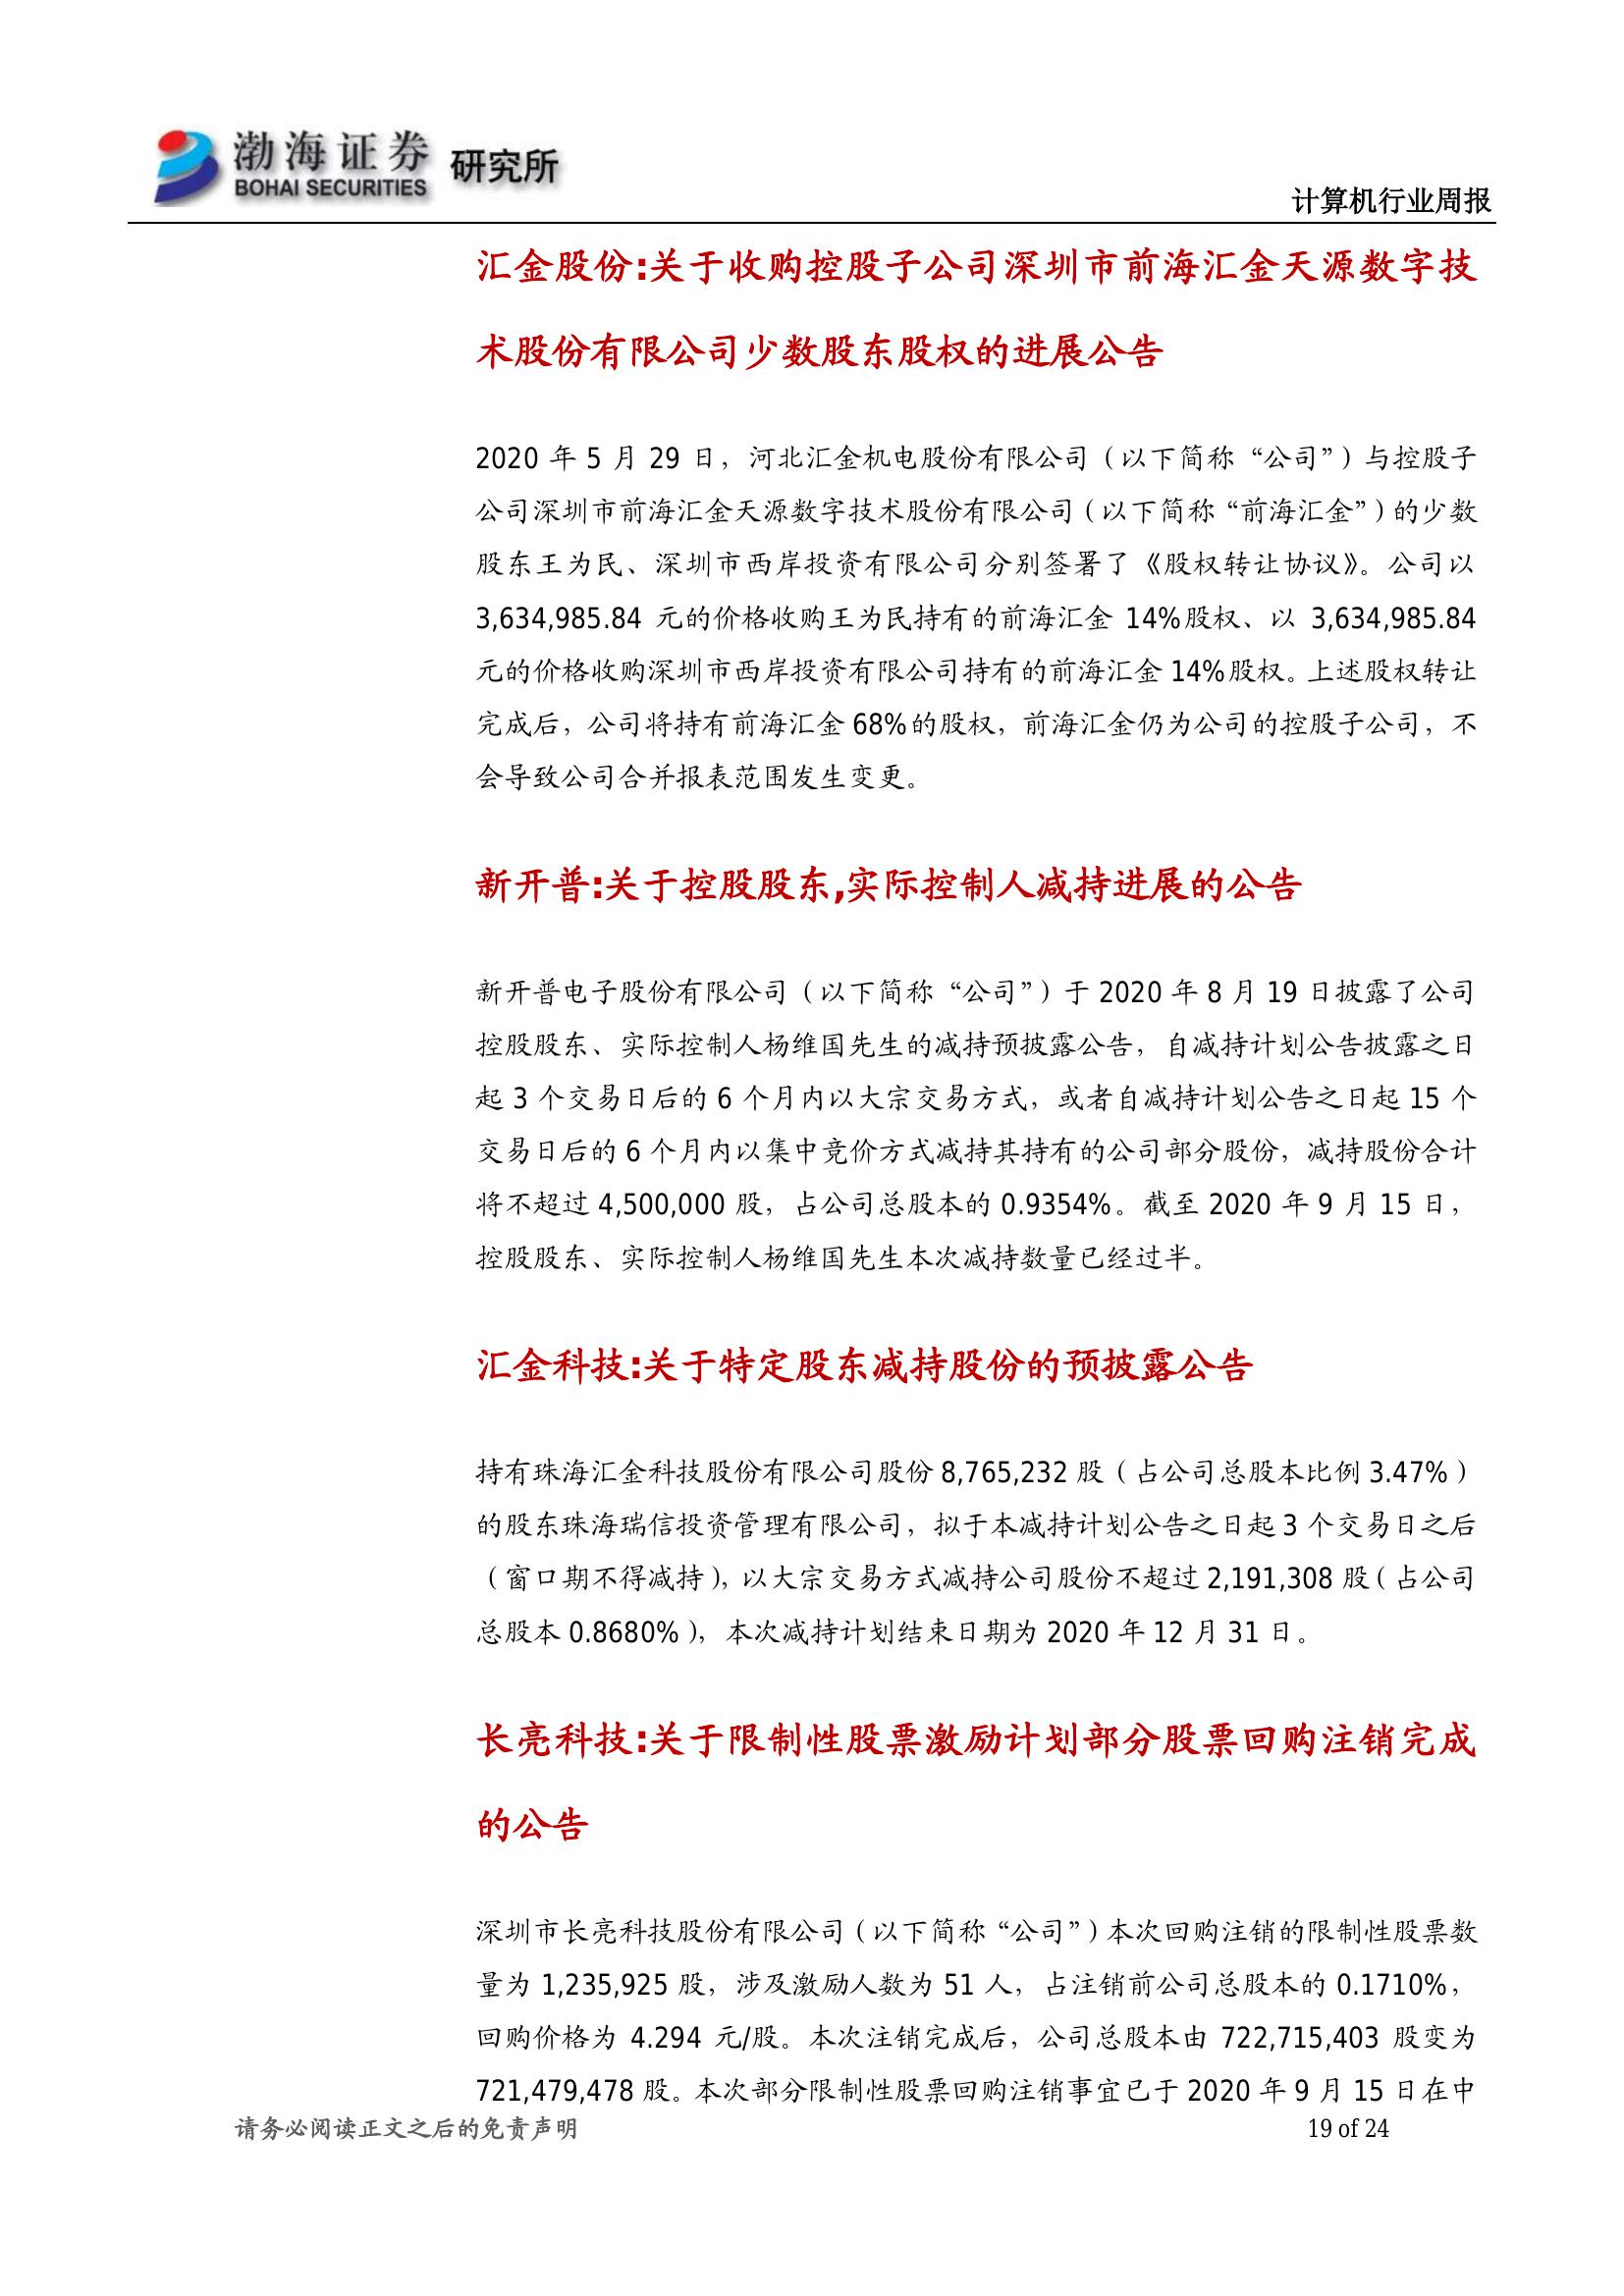 渤海证券 研究所
BOHAI SECURITIES
计算机行业周报
汇金股份:关于收购控股子公司深圳市前海汇金天源数字技
术股份有限公司少数股东股权的进展公告
2020 年 5 月 29 日，河北汇金机电股份有限公司（以下简称“公司”）与控股子
公司深圳市前海汇金天源数字技术股份有限公司（以下简称“前海汇金”）的少数
股东王为民、深圳市西岸投资有限公司分别签署了《股权转让协议》。公司以
3,634,985.84 元的价格收购王为民持有的前海汇金 14%股权、以 3,634,985.84
元的价格收购深圳市西岸投资有限公司持有的前海汇金 14%股权。上述股权转让
完成后，公司将持有前海汇金 68%的股权，前海汇金仍为公司的控股子公司，不
会导致公司合并报表范围发生变更。
新开普:关于控股股东,实际控制人减持进展的公告
新开普电子股份有限公司（以下简称“公司”）于 2020 年 8 月 19 日披露了公司
控股股东、实际控制人杨维国先生的减持预披露公告，自减持计划公告披露之日
起 3 个交易日后的 6 个月内以大宗交易方式，或者自减持计划公告之日起 15 个
交易日后的 6 个月内以集中竞价方式减持其持有的公司部分股份，减持股份合计
将不超过 4,500,000 股，占公司总股本的 0.9354%。截至 2020 年 9 月 15 日，
控股股东、实际控制人杨维国先生本次减持数量已经过半。
汇金科技:关于特定股东减持股份的预披露公告
持有珠海汇金科技股份有限公司股份 8,765,232 股（占公司总股本比例 3.47%）
的股东珠海瑞信投资管理有限公司，拟于本减持计划公告之日起 3 个交易日之后
（窗口期不得减持），以大宗交易方式减持公司股份不超过 2,191,308 股（占公司
总股本 0.8680%），本次减持计划结束日期为 2020 年 12 月 31 日。
长亮科技:关于限制性股票激励计划部分股票回购注销完成
的公告
深圳市长亮科技股份有限公司（以下简称“公司”）本次回购注销的限制性股票数
量为 1,235,925 股，涉及激励人数为 51 人，占注销前公司总股本的 0.1710%，
回购价格为 4.294 元/股。本次注销完成后，公司总股本由 722,715,403 股变为
721,479,478 股。本次部分限制性股票回购注销事宜已于 2020 年 9 月 15 日在中
请务必阅读正文之后的免责声明
19 of 24